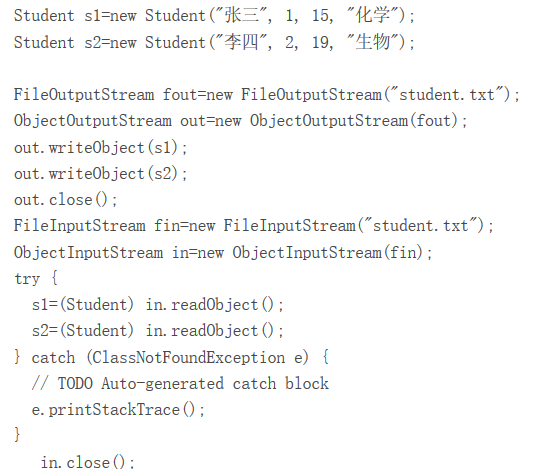 Student s1=new Student("张三", 1, 15, "化学");
Student s2=new Student("李四", 2, 19, "生物");
FileOutputStream fout=new FileOutputStream("student.txt");
ObjectOutputStream out=new ObjectOutputStream(fout);
out.writeObject(s1);
out.writeObject(s2);
out.close();
FileInputStream fin=new FileInputStream("student.txt");
ObjectInputStream in=new ObjectInputStream(fin);
try {
s1=(Student) in.readObject();
s2=(Student) in.readObject();
} catch (ClassNotFoundException e) {
// TODO Auto-generated catch block
e.printStackTrace();
}
in.close();